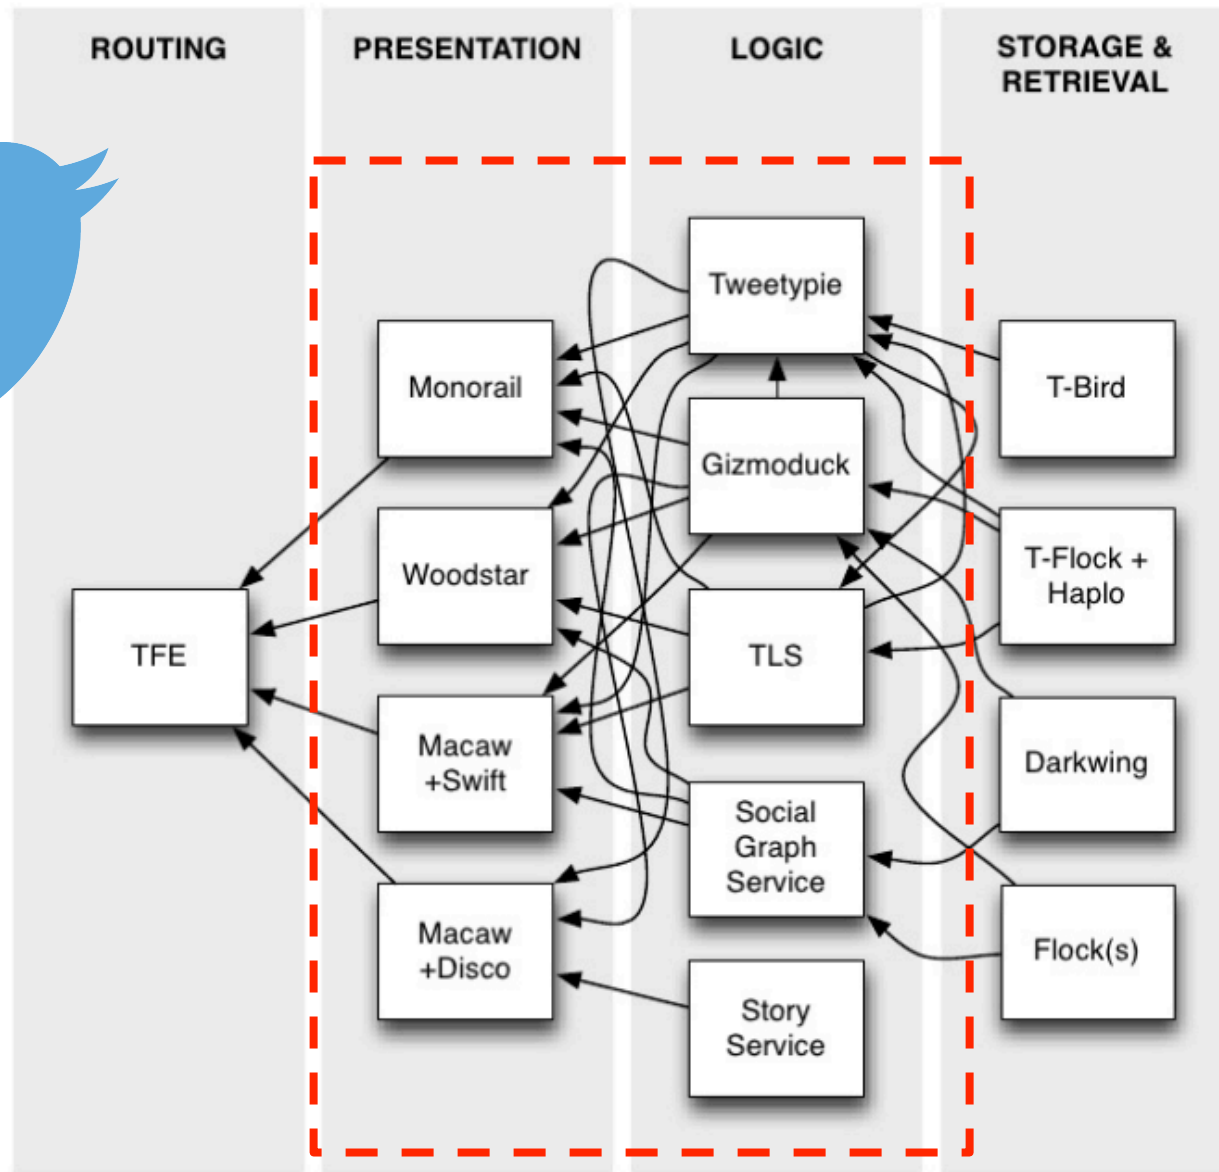 ROUTING
PRESENTATION
LOGIC
STORAGE &
RETRIEVAL
TFE
Monorail
Woodstar
Macaw
+Swift
Macaw
+Disco
Tweetypie
Gizmoduck
TLS
Social
Graph
Service
Story
Service
T-Bird
T-Flock +
Haplo
Darkwing
Flock(s)